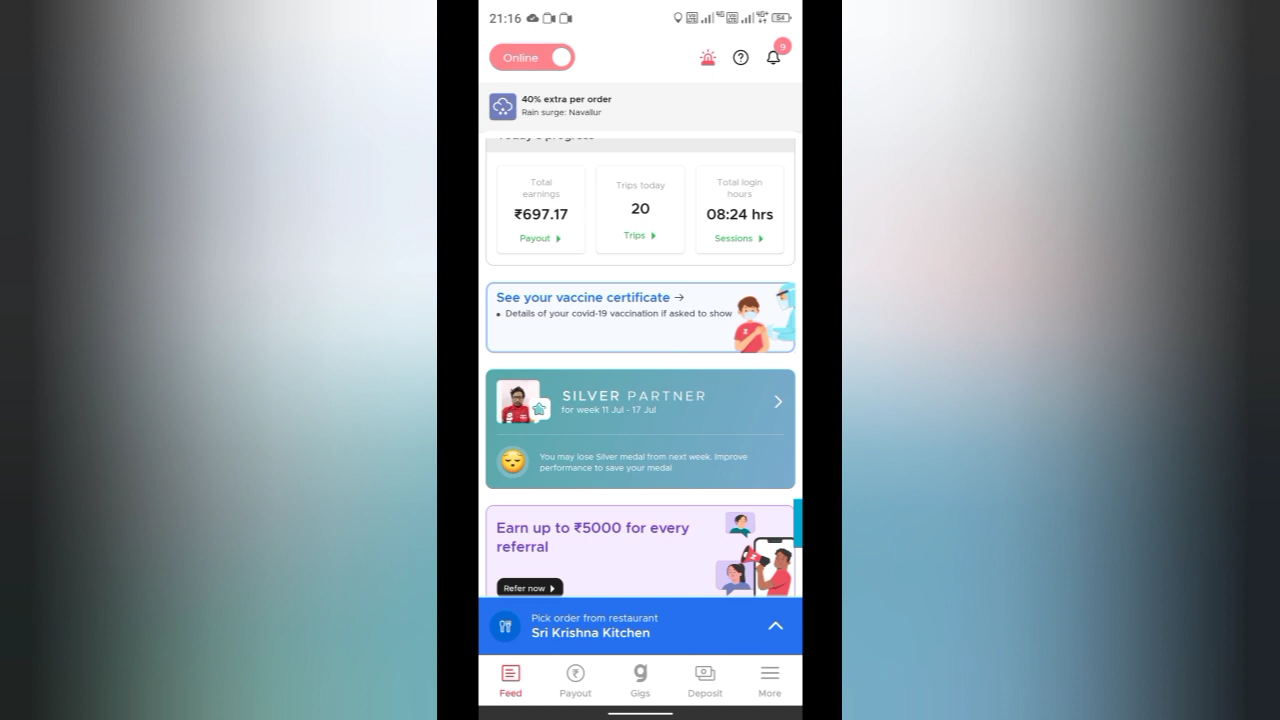 21:16
54
Online
9
40% extra per order
Rain surge: Navallur
Today's progress
Total earnings
₹697.17
Payout
Trips today
20
Trips
Total login hours
08:24 hrs
Sessions
See your vaccine certificate →
• Details of your covid-19 vaccination if asked to show
SILVER PARTNER
for week 11 Jul - 17 Jul
You may lose Silver medal from next week. Improve
performance to save your medal
Earn up to ₹5000 for every
referral
Refer now
Pick order from restaurant
Sri Krishna Kitchen
Feed
Payout
Gigs
Deposit
More